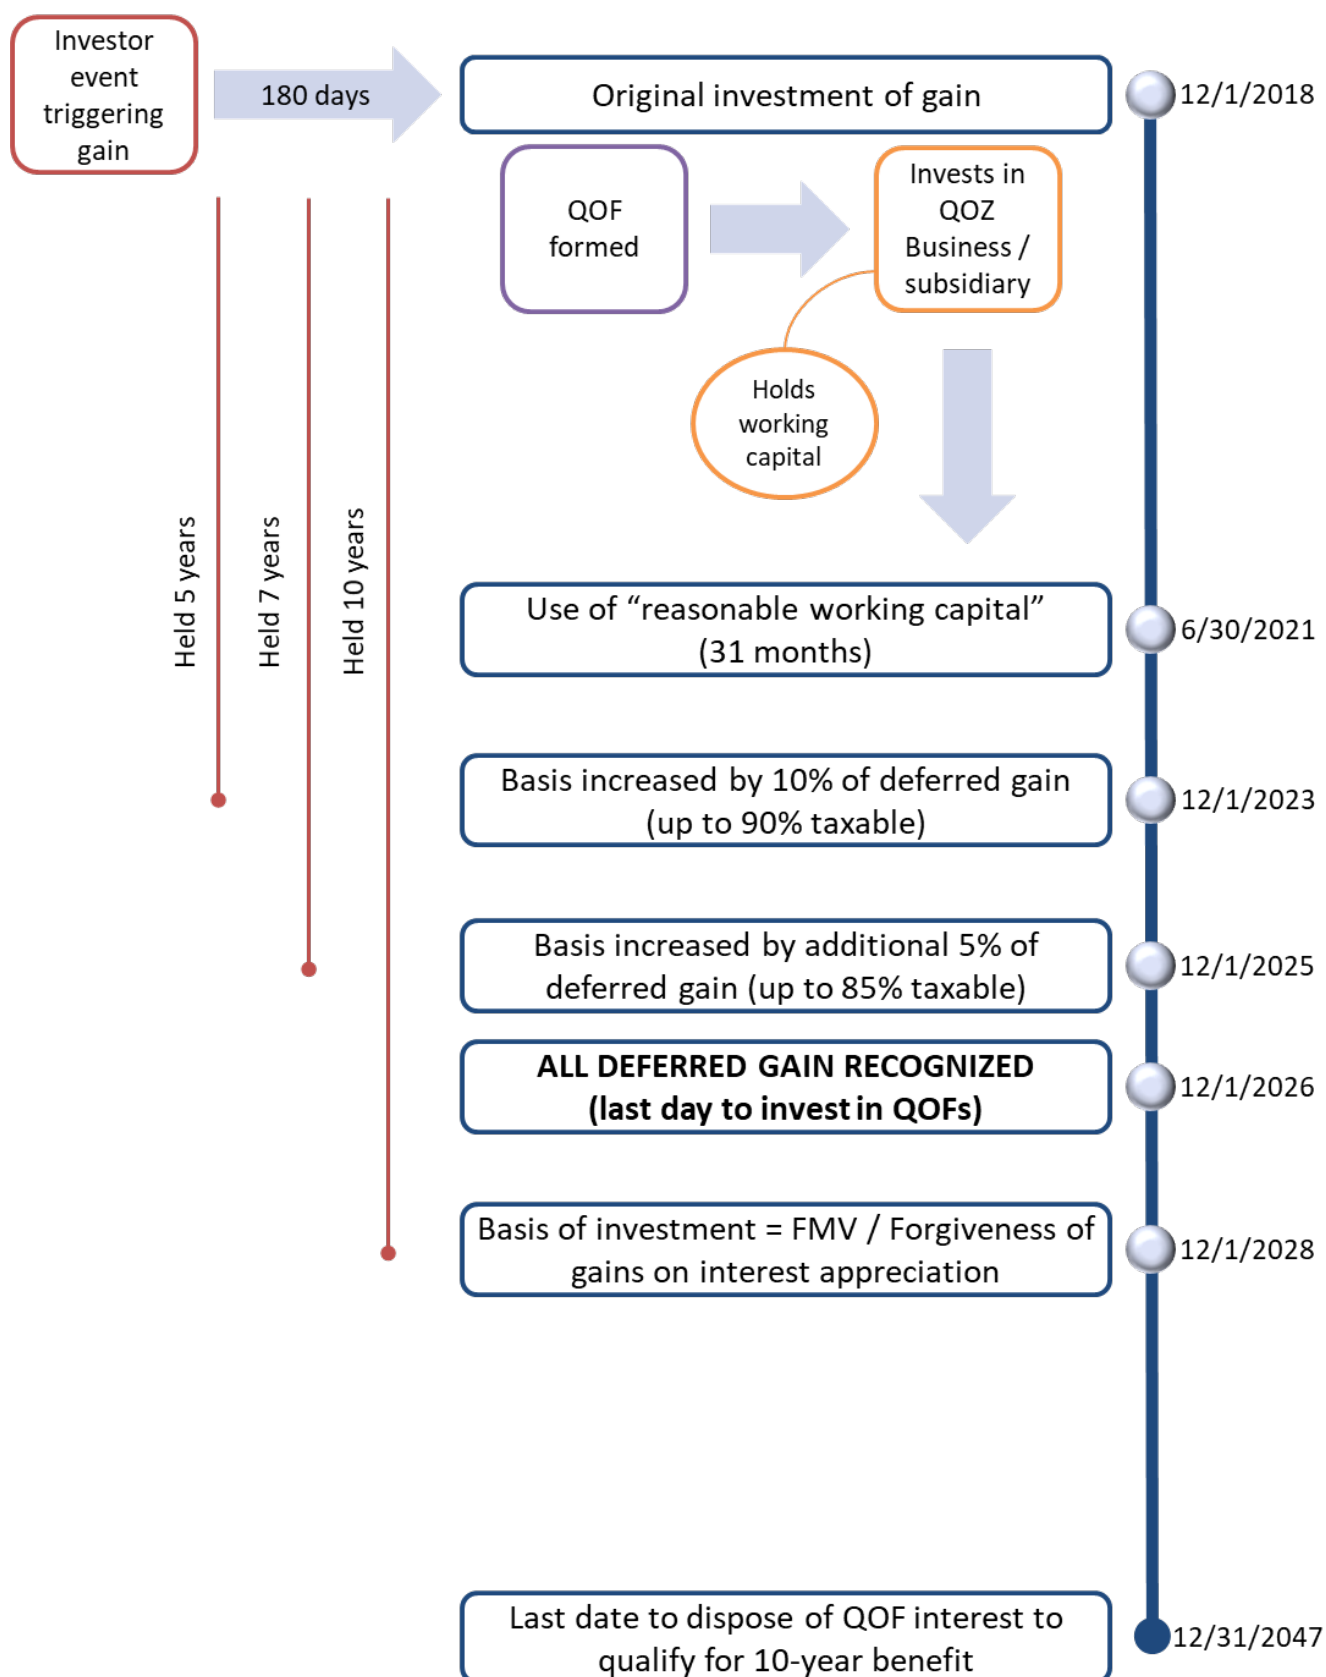 Investor
event
triggering
gain
180 days
Original investment of gain
12/1/2018
QOF
formed
Invests in
QOZ
Business /
subsidiary
Holds
working
capital
Held 5 years
Held 7 years
Held 10 years
Use of “reasonable working capital”
(31 months)
6/30/2021
Basis increased by 10% of deferred gain
(up to 90% taxable)
12/1/2023
Basis increased by additional 5% of
deferred gain (up to 85% taxable)
12/1/2025
ALL DEFERRED GAIN RECOGNIZED
(last day to invest in QOFs)
12/1/2026
Basis of investment = FMV / Forgiveness of
gains on interest appreciation
12/1/2028
Last date to dispose of QOF interest to
qualify for 10-year benefit
12/31/2047